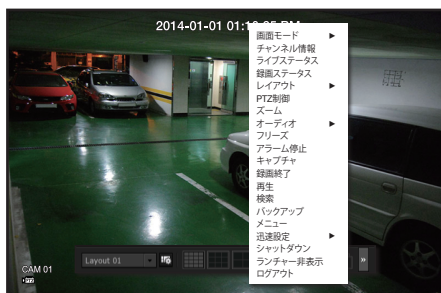 2014-01-01 01:1
画面モード
チャンネル情報
ライブステータス
録画ステータス
レイアウト
PTZ制御
ズーム
オーディオ
フリーズ
アラーム停止
キャプチャ
録画終了
再生
検索
バックアップ
メニュー
迅速設定
シャットダウン
ランチャー非表示
ログアウト
Layout 01
CAM 01